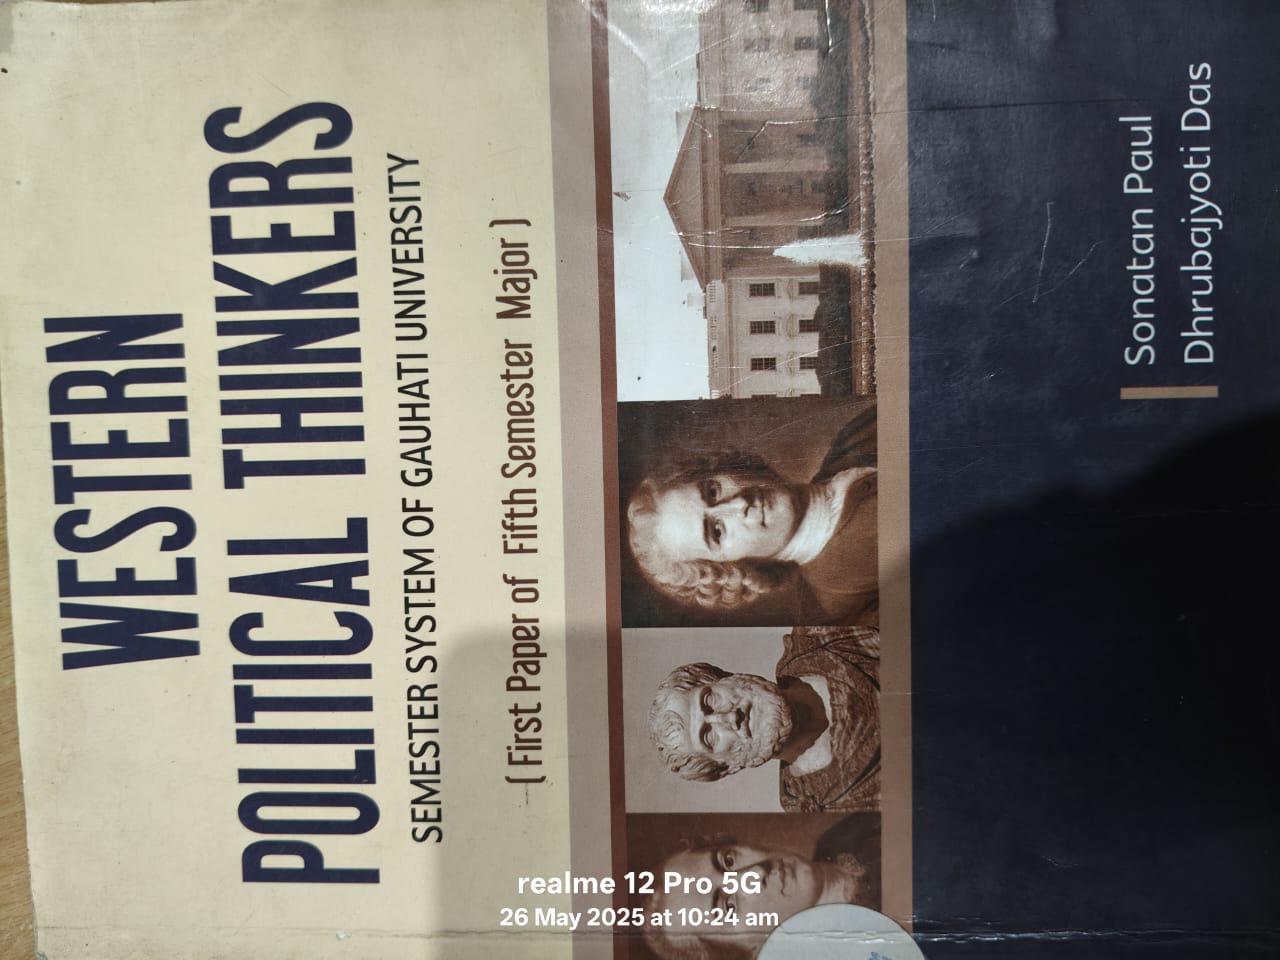 WESTERN
POLITICAL THINKERS
SEMESTER SYSTEM OF GAUHATI UNIVERSITY
( First Paper of Fifth Semester Major )
Sonatan Paul
Dhrubajyoti Das
realme 12 Pro 5G
26 May 2025 at 10:24 am